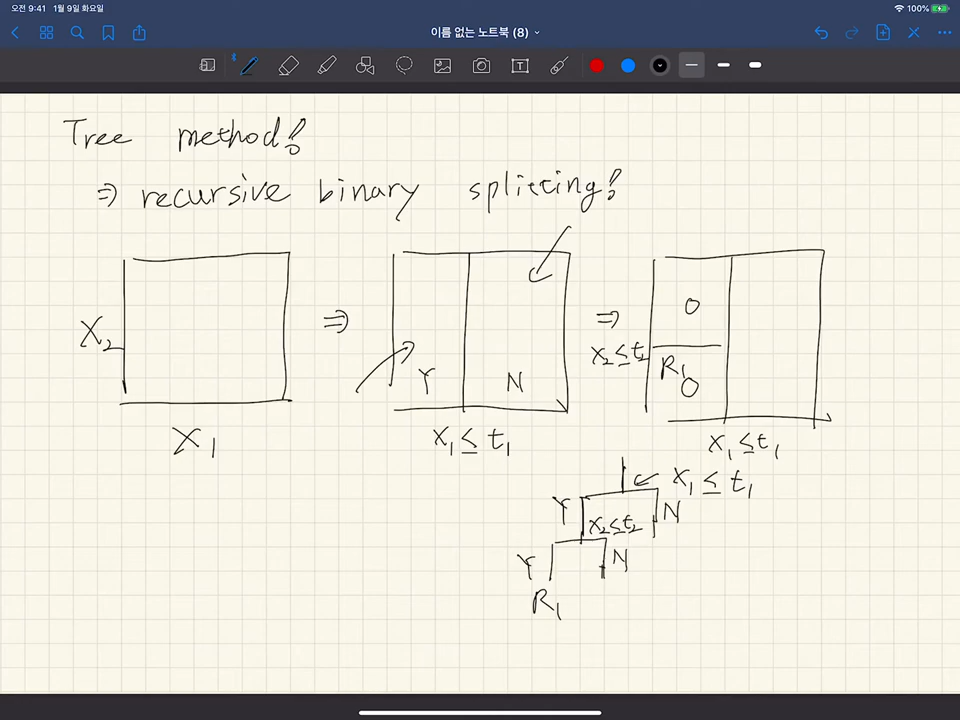 오전 9:41 1월 9일 화요일
100%
이름 없는 노트북 (8)
Tree method!
⇒ recursive binary splitting!
X₂
X₁
⇒
Y N
x₁ ≤ t₁
⇒
x₂ ≤ t₂
R₁
x₁ ≤ t₁
x₁ ≤ t₁
Y x₂ ≤ t₂ N
Y N
R₁